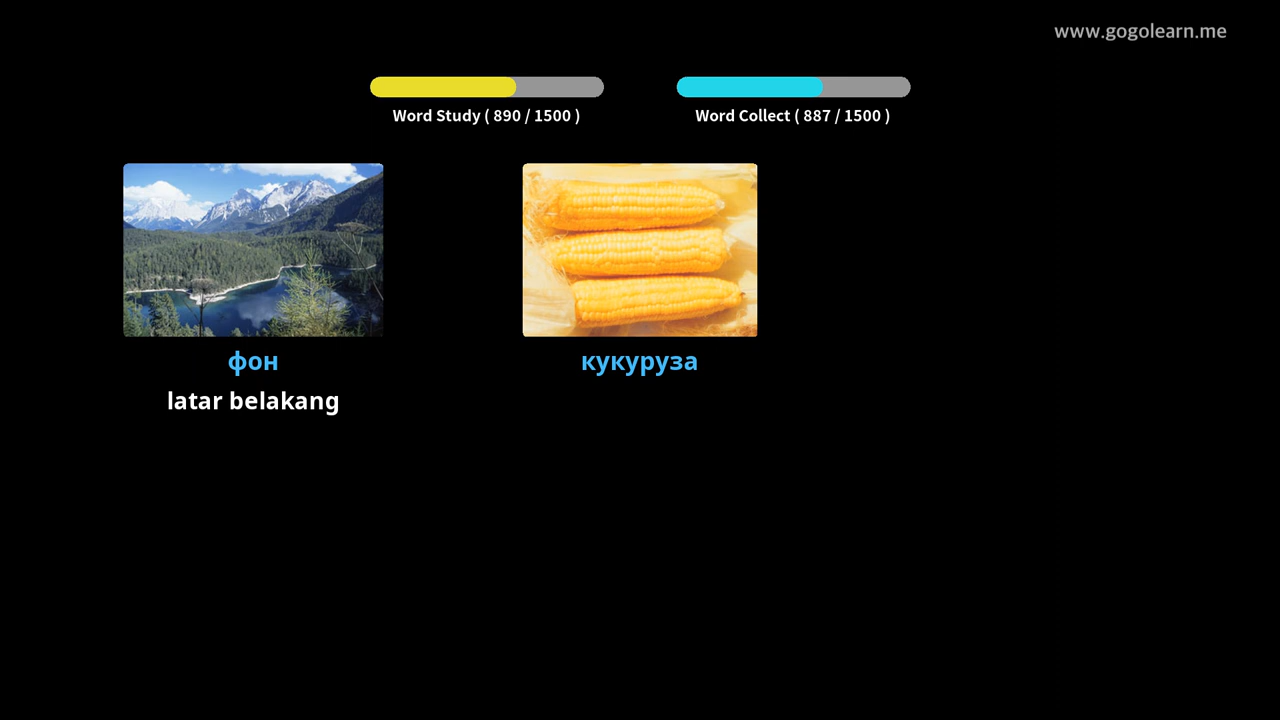 www.gogolearn.me
Word Study ( 890 / 1500 )
Word Collect ( 887 / 1500 )
фон
кукуруза
latar belakang